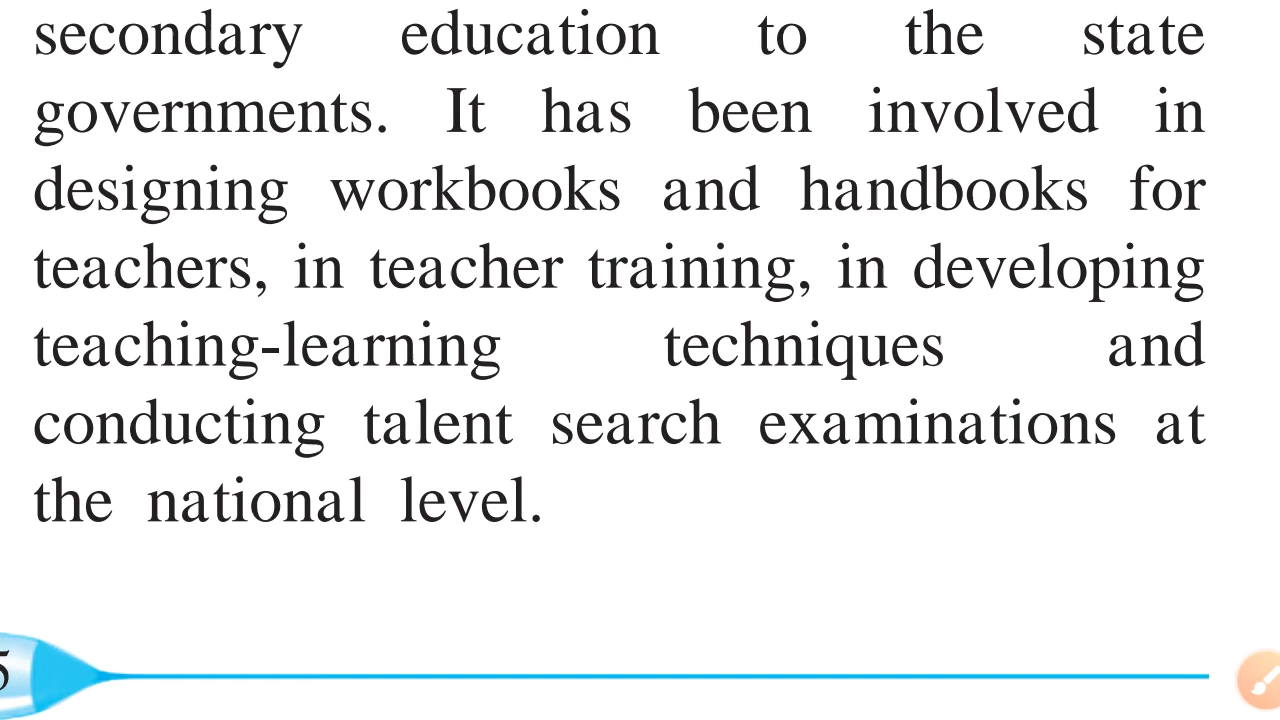 secondary education to the state
governments. It has been involved in
designing workbooks and handbooks for
teachers, in teacher training, in developing
teaching-learning techniques and
conducting talent search examinations at
the national level.
5